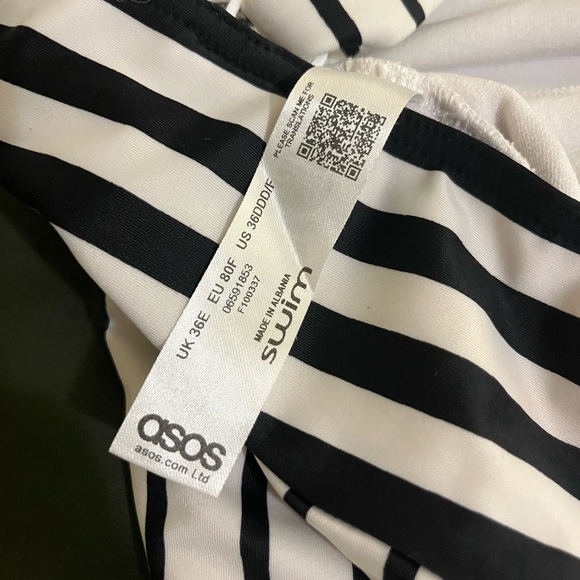 PLEASE SCAN ME FOR
TRANSLATIONS
UK 36E EU 80F US 36DDD/F
06591853
F100337
MADE IN ALBANIA
swim
asos
asos.com Ltd